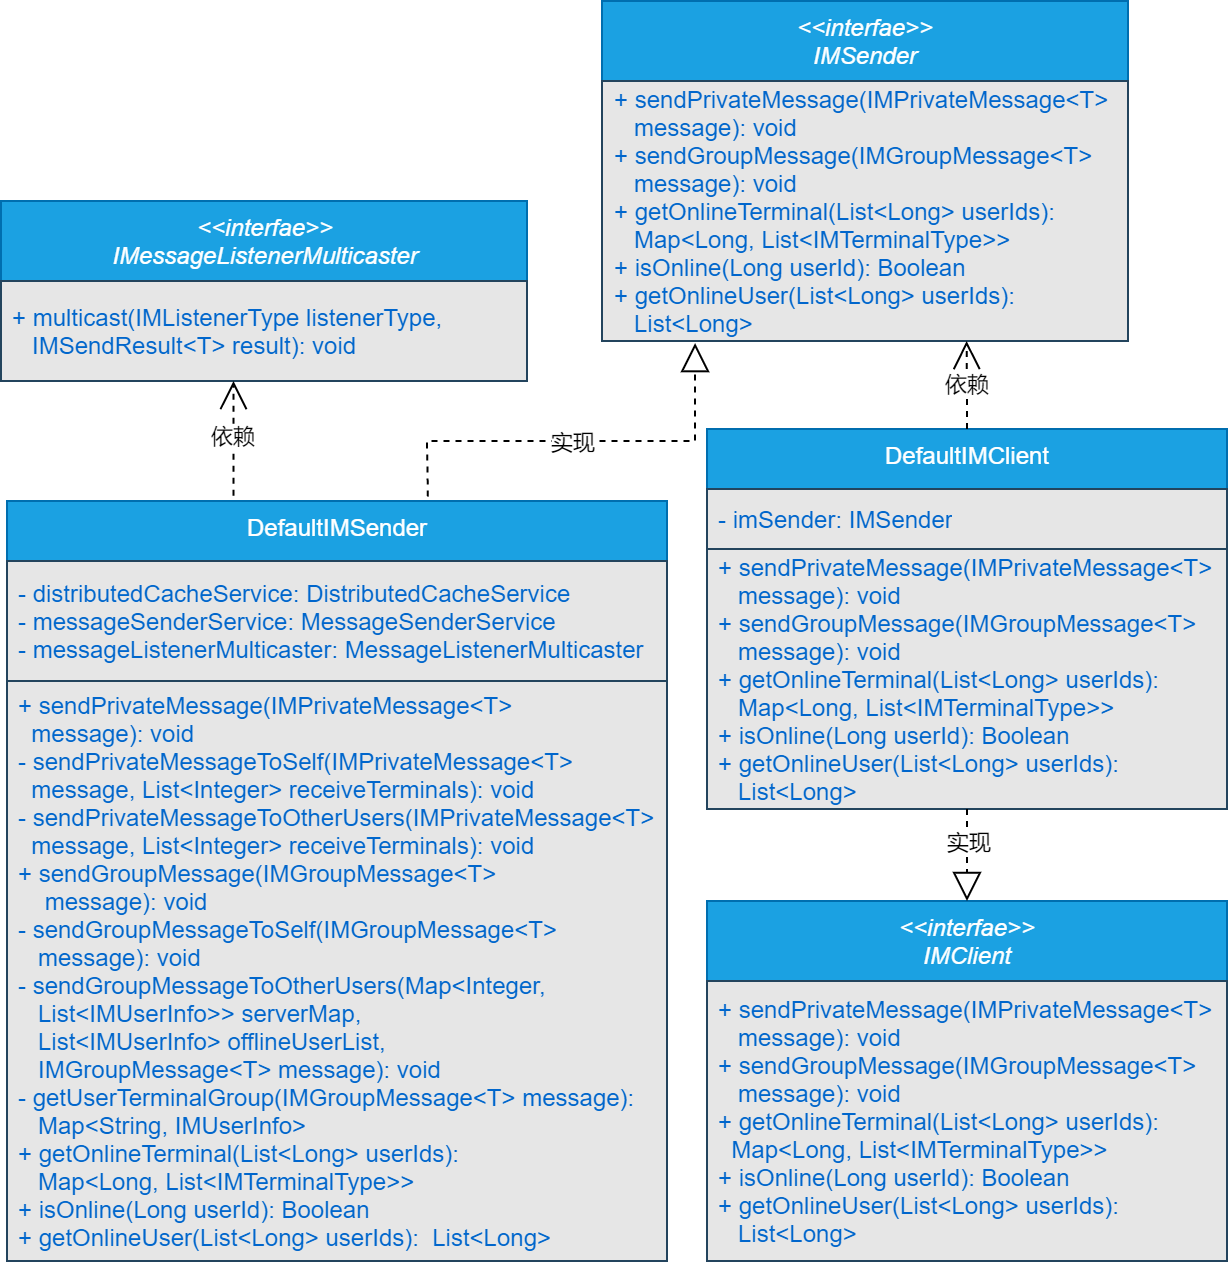 <<interfae>>
IMSender
+ sendPrivateMessage(IMPrivateMessage<T>
message): void
+ sendGroupMessage(IMGroupMessage<T>
message): void
+ getOnlineTerminal(List<Long> userIds):
Map<Long, List<IMTerminalType>>
+ isOnline(Long userId): Boolean
+ getOnlineUser(List<Long> userIds):
List<Long>
<<interfae>>
IMessageListenerMulticaster
+ multicast(IMListenerType listenerType,
IMSendResult<T> result): void
依赖
实现
依赖
DefaultIMSender
- distributedCacheService: DistributedCacheService
- messageSenderService: MessageSenderService
- messageListenerMulticaster: MessageListenerMulticaster
+ sendPrivateMessage(IMPrivateMessage<T>
message): void
- sendPrivateMessageToSelf(IMPrivateMessage<T>
message, List<Integer> receiveTerminals): void
- sendPrivateMessageToOtherUsers(IMPrivateMessage<T>
message, List<Integer> receiveTerminals): void
+ sendGroupMessage(IMGroupMessage<T>
message): void
- sendGroupMessageToSelf(IMGroupMessage<T>
message): void
- sendGroupMessageToOtherUsers(Map<Integer,
List<IMUserInfo>> serverMap,
List<IMUserInfo> offlineUserList,
IMGroupMessage<T> message): void
- getUserTerminalGroup(IMGroupMessage<T> message):
Map<String, IMUserInfo>
+ getOnlineTerminal(List<Long> userIds):
Map<Long, List<IMTerminalType>>
+ isOnline(Long userId): Boolean
+ getOnlineUser(List<Long> userIds):  List<Long>
DefaultIMClient
- imSender: IMSender
+ sendPrivateMessage(IMPrivateMessage<T>
message): void
+ sendGroupMessage(IMGroupMessage<T>
message): void
+ getOnlineTerminal(List<Long> userIds):
Map<Long, List<IMTerminalType>>
+ isOnline(Long userId): Boolean
+ getOnlineUser(List<Long> userIds):
List<Long>
实现
<<interfae>>
IMClient
+ sendPrivateMessage(IMPrivateMessage<T>
message): void
+ sendGroupMessage(IMGroupMessage<T>
message): void
+ getOnlineTerminal(List<Long> userIds):
Map<Long, List<IMTerminalType>>
+ isOnline(Long userId): Boolean
+ getOnlineUser(List<Long> userIds):
List<Long>